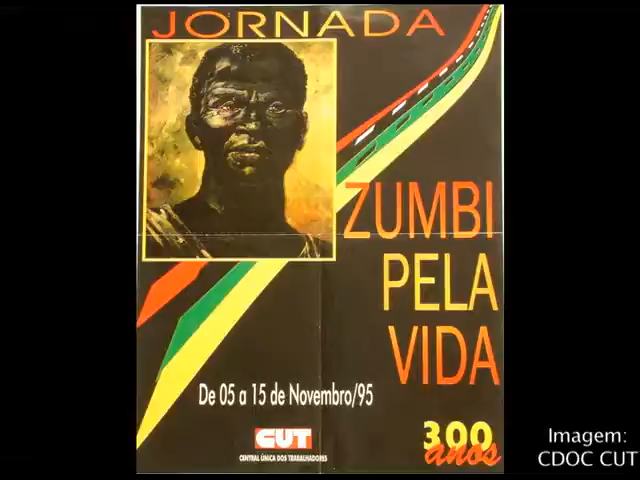 JORNADA
ZUMBI
PELA
VIDA
De 05 a 15 de Novembro/95
CUT
CENTRAL ÚNICA DOS TRABALHADORES
300
anos
Imagem:
CDOC CUT